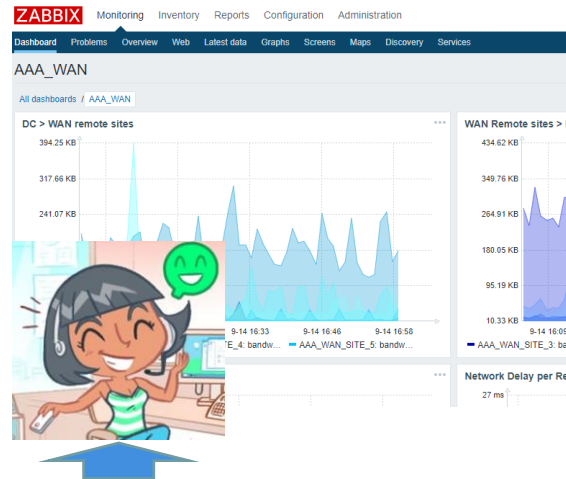 ZABBIX Monitoring Inventory Reports Configuration Administration
Dashboard Problems Overview Web Latest data Graphs Screens Maps Discovery Services
AAA_WAN
All dashboards / AAA_WAN
DC > WAN remote sites
394.25 KB
317.66 KB
241.07 KB
9-14 16:33 9-14 16:46 9-14 16:58
TE_4: bandw... AAA_WAN_SITE_5: bandw...
WAN Remote sites >
434.62 KB
349.76 KB
264.91 KB
180.05 KB
95.19 KB
10.33 KB
9-14 16:09
AAA_WAN_SITE_3: ba
Network Delay per Re
27 ms